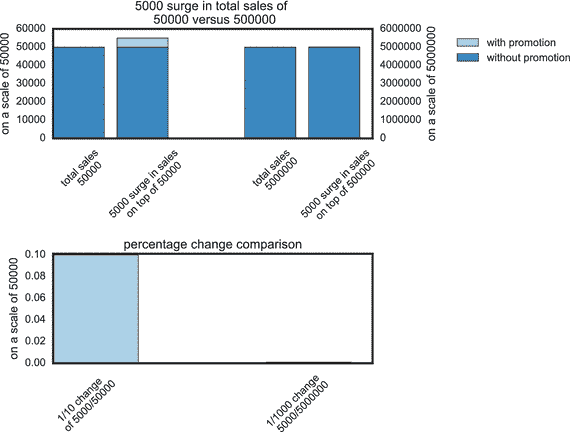 5000 surge in total sales of
50000 versus 500000
60000
50000
40000
30000
20000
10000
0
on a scale of 50000
6000000
5000000
4000000
3000000
2000000
1000000
0
on a scale of 5000000
with promotion
without promotion
total sales
50000
5000 surge in sales
on top of 50000
total sales
5000000
5000 surge in sales
on top of 500000
percentage change comparison
0.10
0.08
0.06
0.04
0.02
0.00
on a scale of 50000
1/10 change
of 5000/50000
1/1000 change
5000/5000000